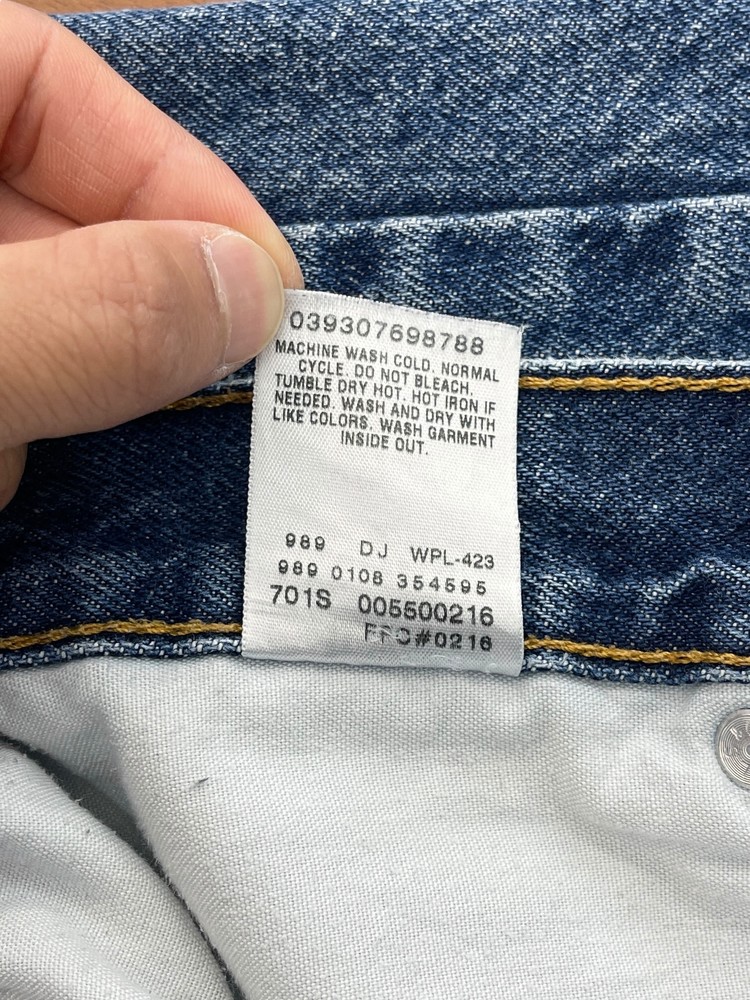 039307698788
MACHINE WASH COLD. NORMAL
CYCLE. DO NOT BLEACH.
TUMBLE DRY HOT. HOT IRON IF
NEEDED. WASH AND DRY WITH
LIKE COLORS. WASH GARMENT
INSIDE OUT.
989 DJ WPL-423
989 0108 354595
701S 005500216
#0216